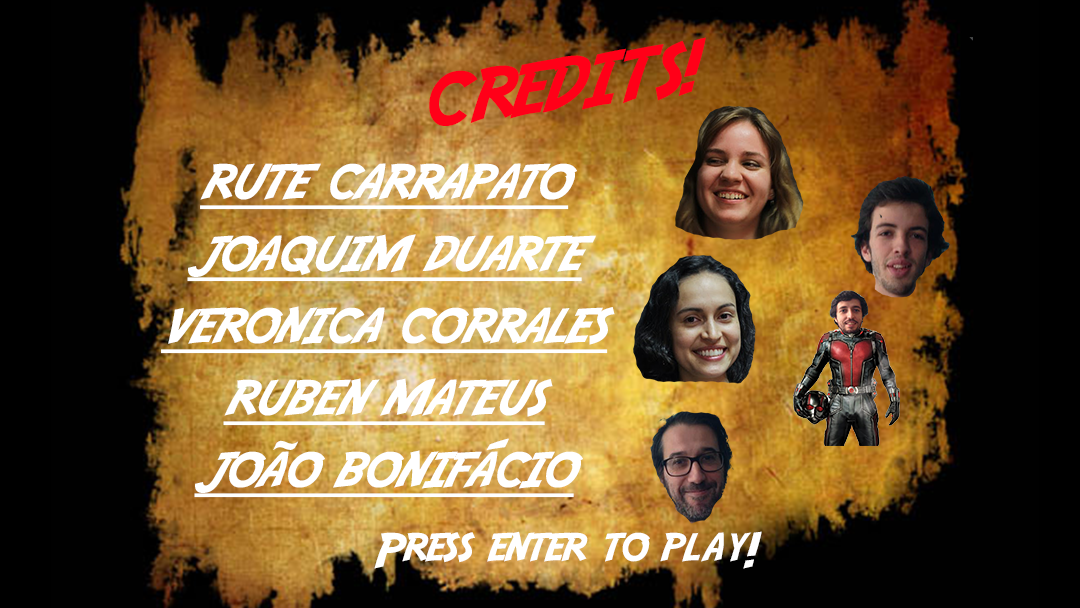 CREDITS!
RUTE CARRAPATO
JOAQUIM DUARTE
VERONICA CORRALES
RUBEN MATEUS
JOÃO BONIFÁCIO
PRESS ENTER TO PLAY!